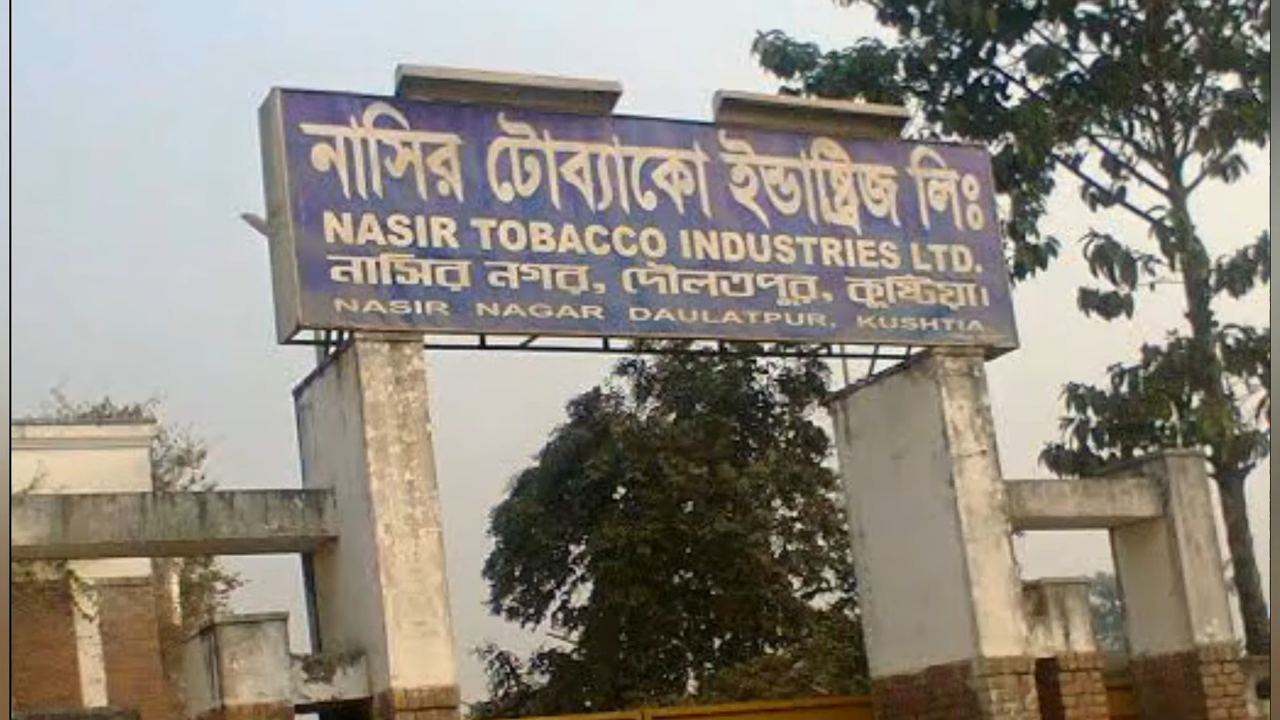 নাসির টোব্যাকো ইন্ডাষ্ট্রিজ লিঃ
NASIR TOBACCO INDUSTRIES LTD.
নাসির নগর, দৌলতপুর, কুষ্টিয়া।
NASIR NAGAR DAULATPUR, KUSHTIA